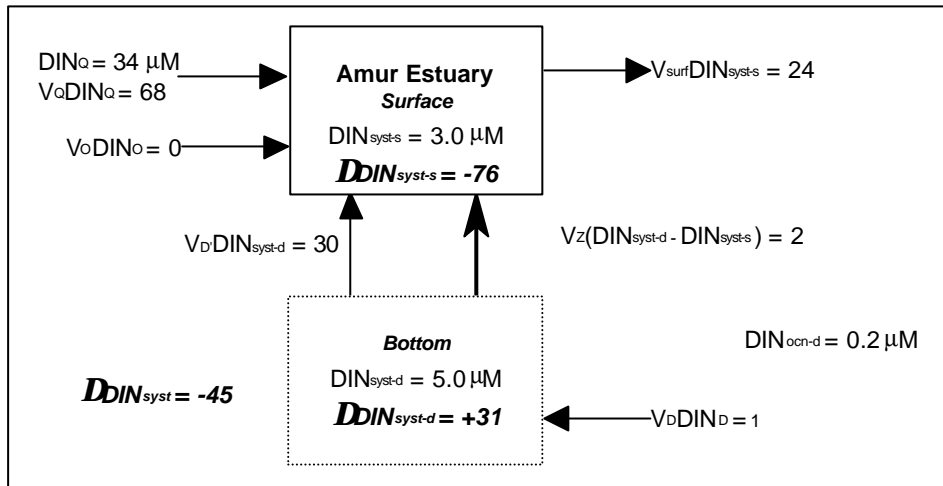 DINQ = 34 µM
VQDINQ = 68
VODINO = 0
Amur Estuary
Surface
DINsyst-s = 3.0 µM
DDINsyst-s = -76
VsurfDINsyst-s = 24
VD'DINsyst-d = 30
VZ(DINsyst-d - DINsyst-s) = 2
Bottom
DINsyst-d = 5.0 µM
DDINsyst-d = +31
DINocn-d = 0.2 µM
DDINsyst = -45
VDDIND = 1